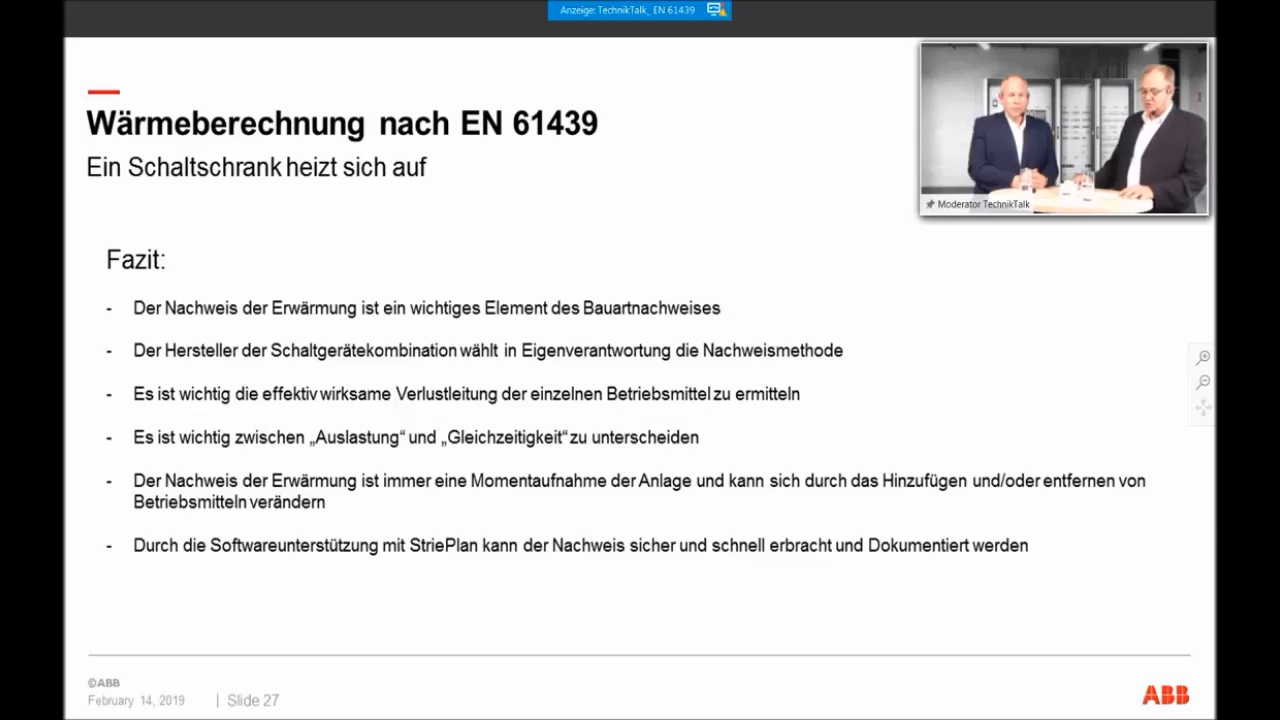 Anzeige: TechnikTalk_ EN 61439
Wärmeberechnung nach EN 61439
Ein Schaltschrank heizt sich auf
Moderator TechnikTalk
Fazit:
- Der Nachweis der Erwärmung ist ein wichtiges Element des Bauartnachweises
- Der Hersteller der Schaltgerätekombination wählt in Eigenverantwortung die Nachweismethode
- Es ist wichtig die effektiv wirksame Verlustleitung der einzelnen Betriebsmittel zu ermitteln
- Es ist wichtig zwischen „Auslastung“ und „Gleichzeitigkeit“ zu unterscheiden
- Der Nachweis der Erwärmung ist immer eine Momentaufnahme der Anlage und kann sich durch das Hinzufügen und/oder entfernen von
Betriebsmitteln verändern
- Durch die Softwareunterstützung mit StriePlan kann der Nachweis sicher und schnell erbracht und Dokumentiert werden
©ABB
February 14, 2019 | Slide 27
ABB